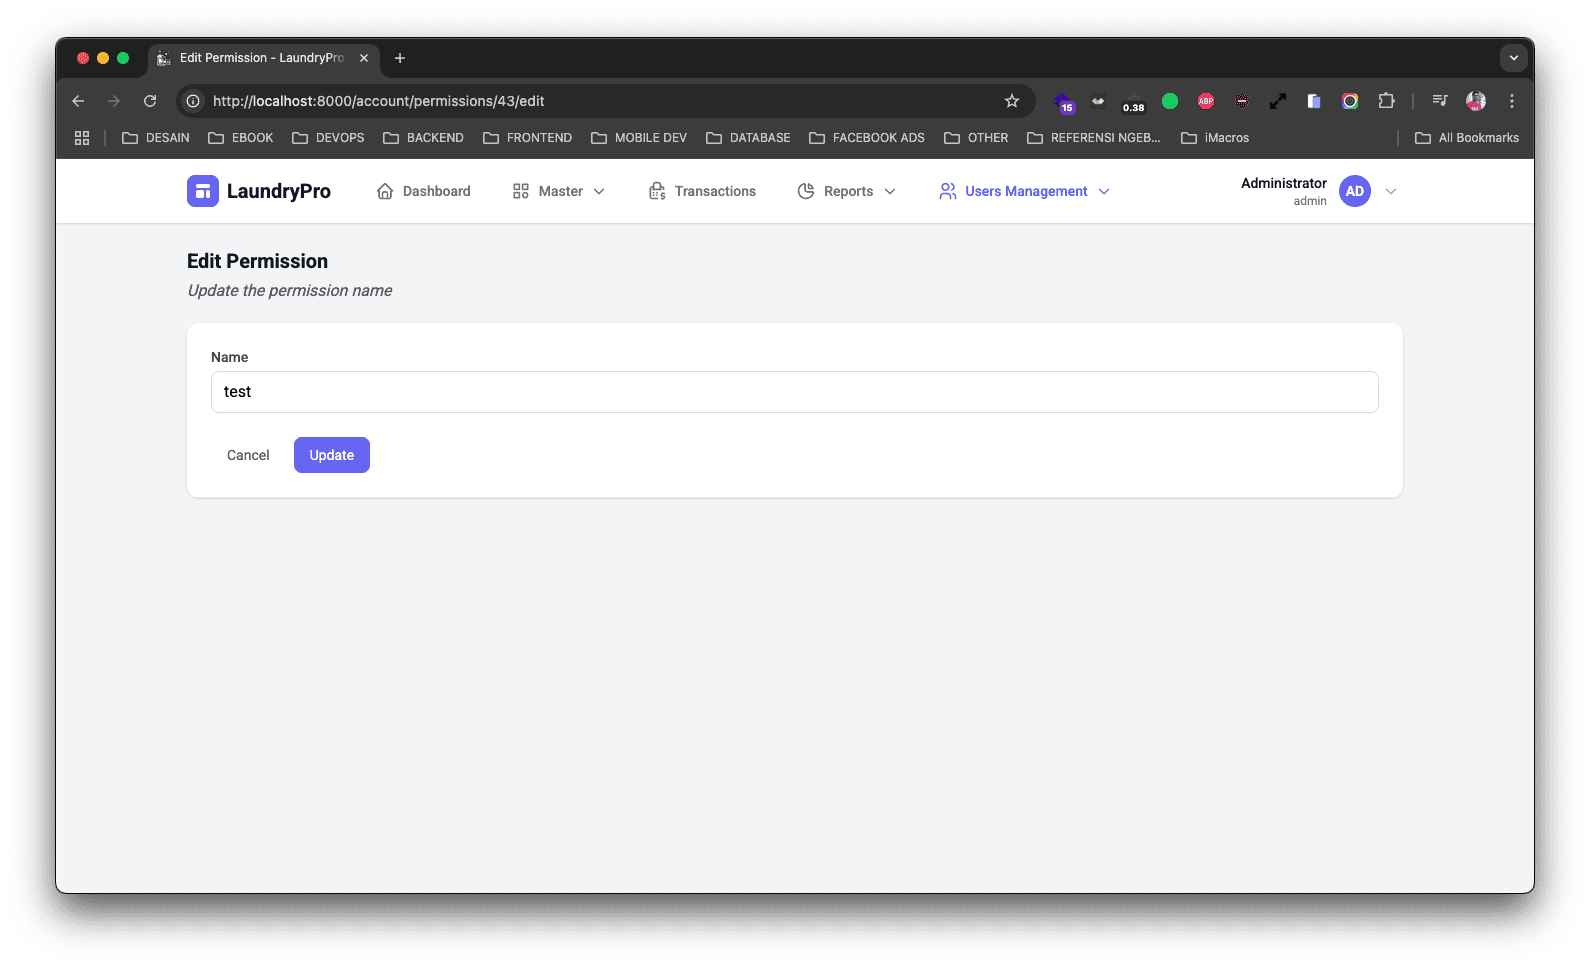 Edit Permission - LaundryPro
http://localhost:8000/account/permissions/43/edit
15
0.38
ABP
DESAIN
EBOOK
DEVOPS
BACKEND
FRONTEND
MOBILE DEV
DATABASE
FACEBOOK ADS
OTHER
REFERENSI NGEB...
iMacros
All Bookmarks
LaundryPro
Dashboard
Master
Transactions
Reports
Users Management
Administrator
admin
AD
Edit Permission
Update the permission name
Name
test
Cancel
Update